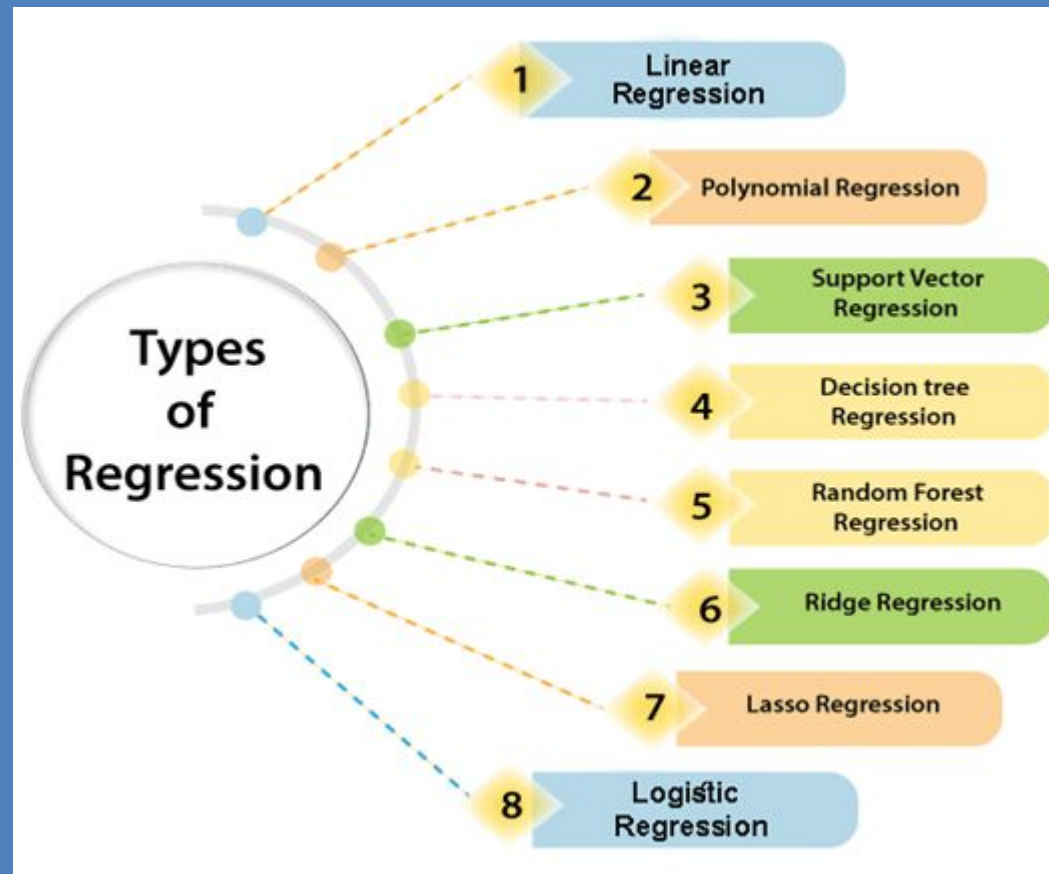 Types
of
Regression
1
Linear
Regression
2
Polynomial Regression
3
Support Vector
Regression
4
Decision tree
Regression
5
Random Forest
Regression
6
Ridge Regression
7
Lasso Regression
8
Logistic
Regression